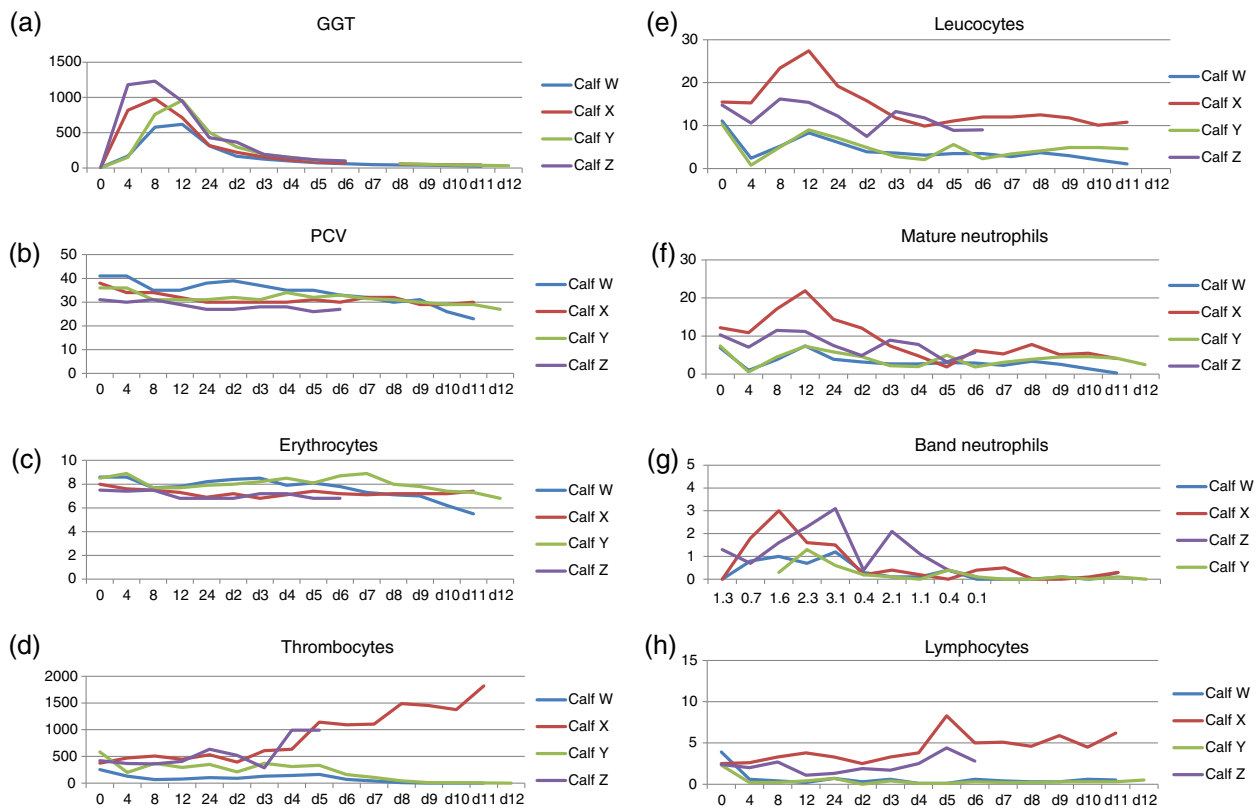 (a)
GGT
1500
1000
500
0
0 4 8 12 24 d2 d3 d4 d5 d6 d7 d8 d9 d10 d11 d12
Calf W
Calf X
Calf Y
Calf Z
(b)
PCV
50
40
30
20
10
0
0 4 8 12 24 d2 d3 d4 d5 d6 d7 d8 d9 d10 d11 d12
Calf W
Calf X
Calf Y
Calf Z
(c)
Erythrocytes
10
8
6
4
2
0
0 4 8 12 24 d2 d3 d4 d5 d6 d7 d8 d9 d10 d11 d12
Calf W
Calf X
Calf Y
Calf Z
(d)
Thrombocytes
2000
1500
1000
500
0
0 4 8 12 24 d2 d3 d4 d5 d6 d7 d8 d9 d10 d11 d12
Calf W
Calf X
Calf Y
Calf Z
(e)
Leucocytes
30
20
10
0
0 4 8 12 24 d2 d3 d4 d5 d6 d7 d8 d9 d10 d11 d12
Calf W
Calf X
Calf Y
Calf Z
(f)
Mature neutrophils
30
20
10
0
0 4 8 12 24 d2 d3 d4 d5 d6 d7 d8 d9 d10 d11 d12
Calf W
Calf X
Calf Y
Calf Z
(g)
Band neutrophils
5
4
3
2
1
0
1.3 0.7 1.6 2.3 3.1 0.4 2.1 1.1 0.4 0.1
Calf W
Calf X
Calf Z
Calf Y
(h)
Lymphocytes
15
10
5
0
0 4 8 12 24 d2 d3 d4 d5 d6 d7 d8 d9 d10 d11 d12
Calf W
Calf X
Calf Y
Calf Z